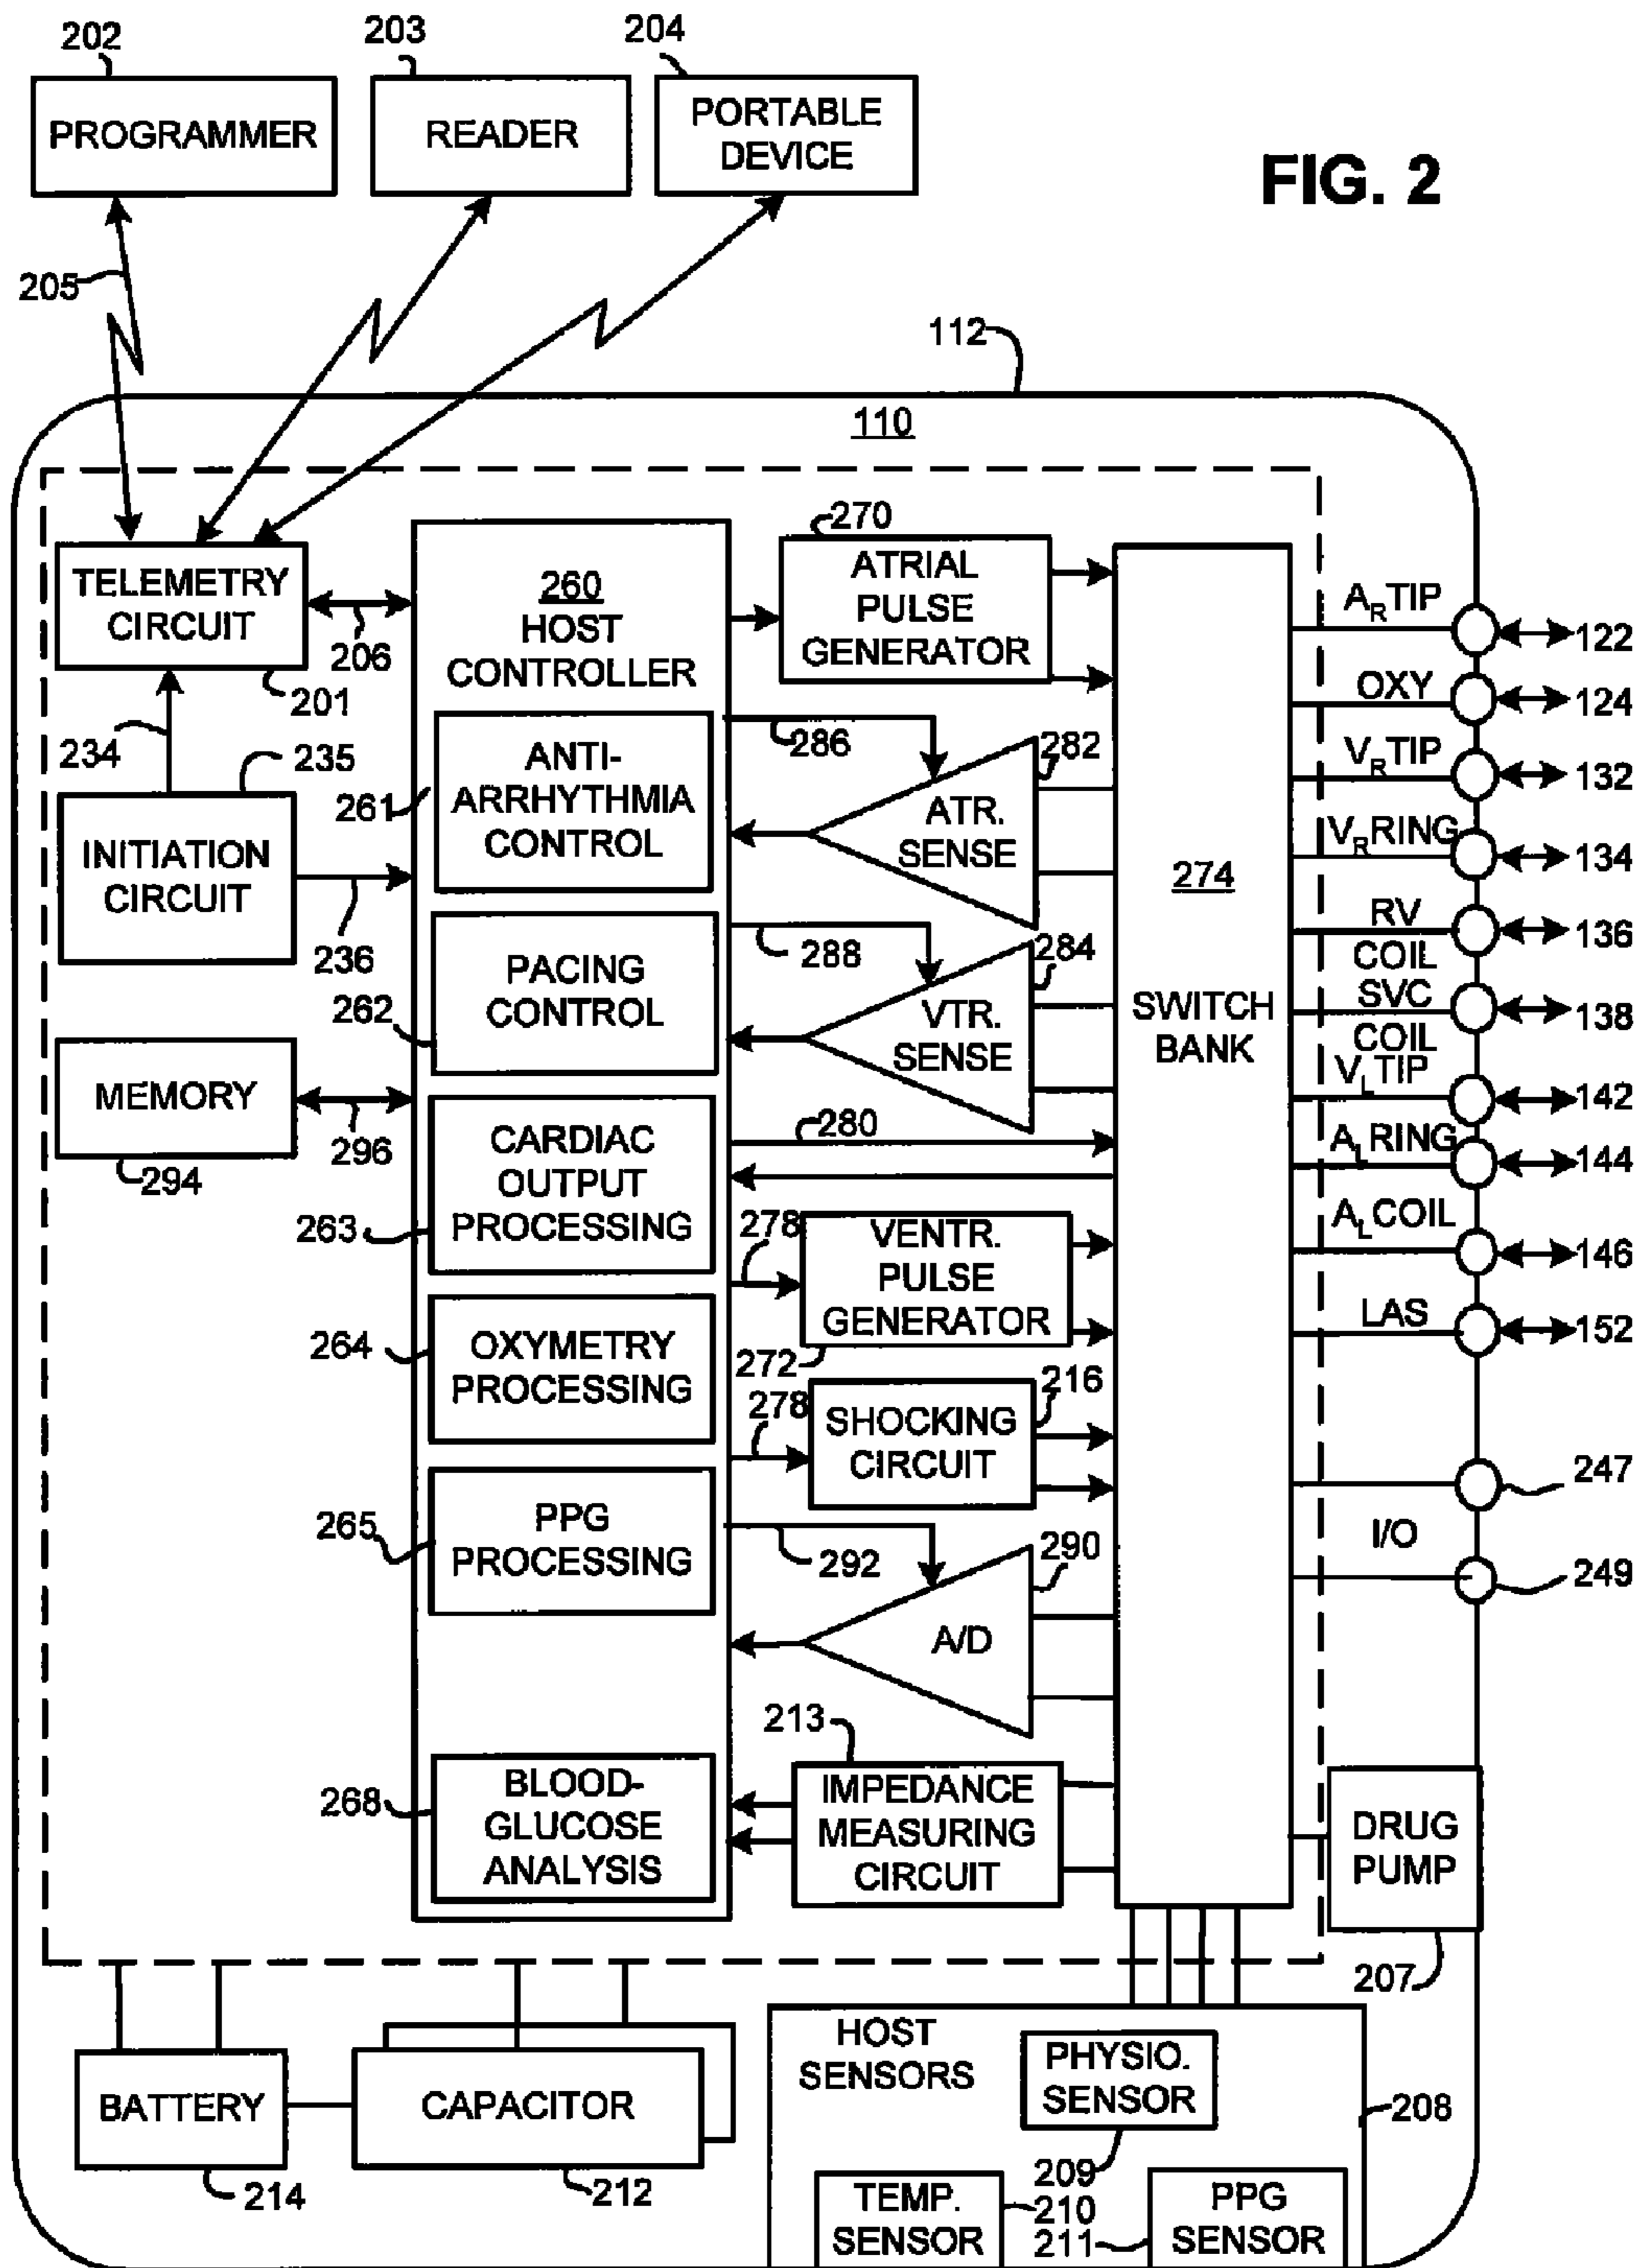 202
203
204
PROGRAMMER
READER
PORTABLE
DEVICE
FIG. 2
205
112
110
TELEMETRY
CIRCUIT
206
201
234
235
INITIATION
CIRCUIT
236
MEMORY
296
294
260
HOST
CONTROLLER
ANTI-
ARRHYTHMIA
CONTROL
261
PACING
CONTROL
262
CARDIAC
OUTPUT
PROCESSING
263
OXYMETRY
PROCESSING
264
PPG
PROCESSING
265
BLOOD-
GLUCOSE
ANALYSIS
268
270
ATRIAL
PULSE
GENERATOR
286
282
ATR.
SENSE
288
284
VTR.
SENSE
280
278
VENTR.
PULSE
GENERATOR
272
278
216
SHOCKING
CIRCUIT
292
290
A/D
213
IMPEDANCE
MEASURING
CIRCUIT
274
SWITCH
BANK
ARTIP
122
OXY
124
VRTIP
132
VRRING
134
RV
COIL
136
SVC
COIL
138
VLTIP
142
ALRING
144
ALCOIL
146
LAS
152
247
I/O
249
DRUG
PUMP
207
BATTERY
214
CAPACITOR
212
HOST
SENSORS
PHYSIO.
SENSOR
208
209
TEMP.
SENSOR
210
211
PPG
SENSOR